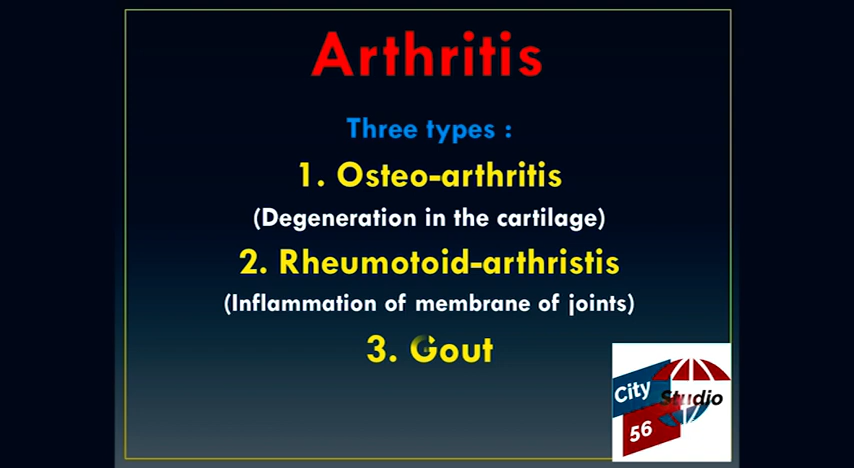 Arthritis
Three types :
1. Osteo-arthritis
(Degeneration in the cartilage)
2. Rheumotoid-arthristis
(Inflammation of membrane of joints)
3. Gout
City
Studio
56